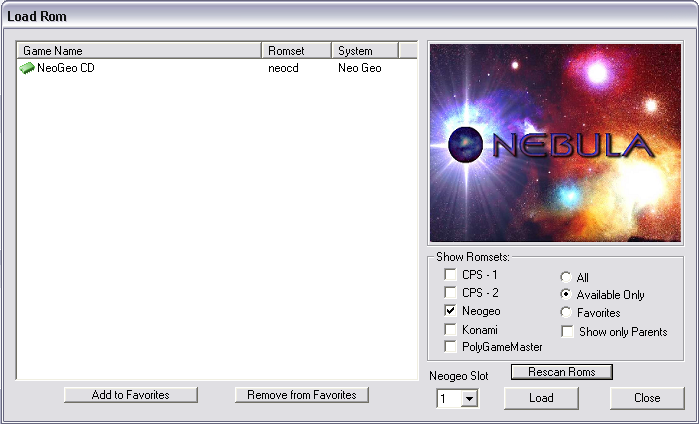 Load Rom
Game Name Romset System
NeoGeo CD neocd Neo Geo
NEBULA
Show Romsets:
CPS - 1
CPS - 2
Neogeo
Konami
PolyGameMaster
All
Available Only
Favorites
Show only Parents
Neogeo Slot
Rescan Roms
1
Load
Close
Add to Favorites
Remove from Favorites